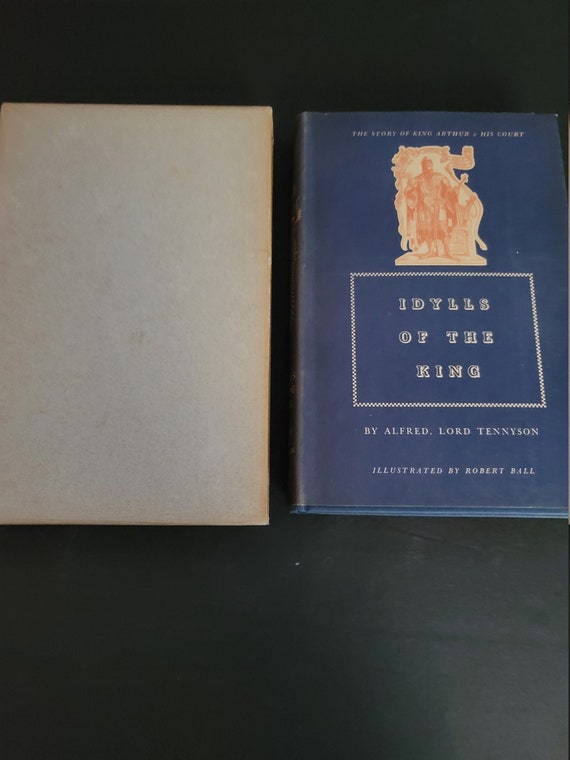 THE STORY OF KING ARTHUR & HIS COURT
IDYLLS
OF THE
KING
BY ALFRED, LORD TENNYSON
ILLUSTRATED BY ROBERT BALL